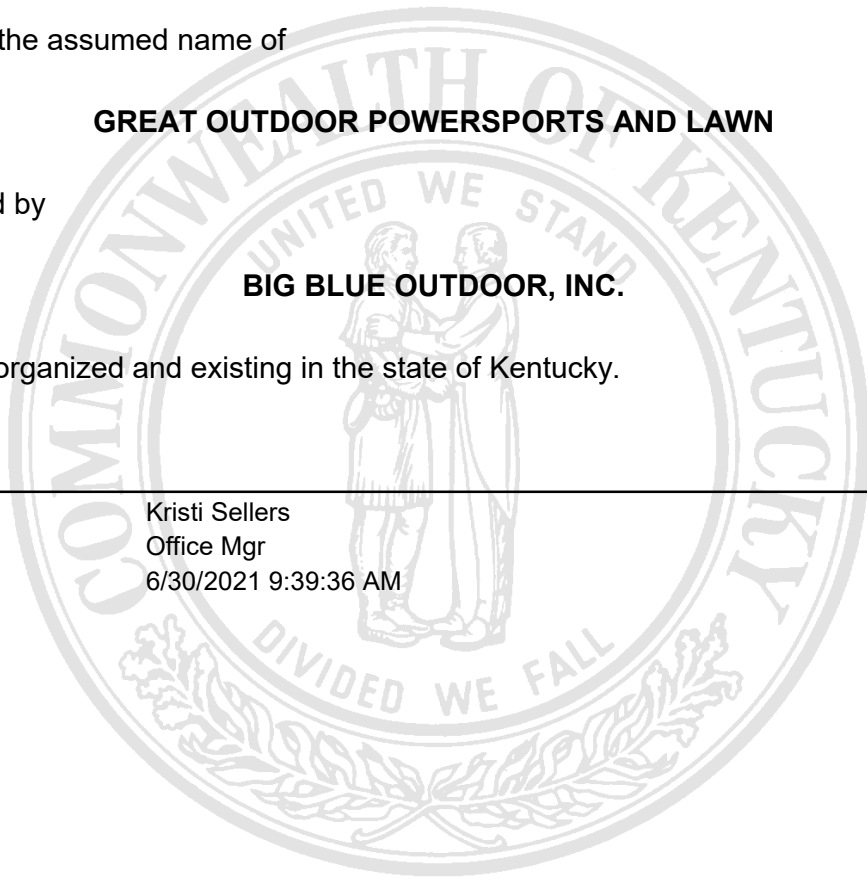 the assumed name of
GREAT OUTDOOR POWERSPORTS AND LAWN
by
BIG BLUE OUTDOOR, INC.
organized and existing in the state of Kentucky.
Kristi Sellers
Office Mgr
6/30/2021 9:39:36 AM
COMMONWEALTH OF KENTUCKY
UNITED WE STAND
DIVIDED WE FALL